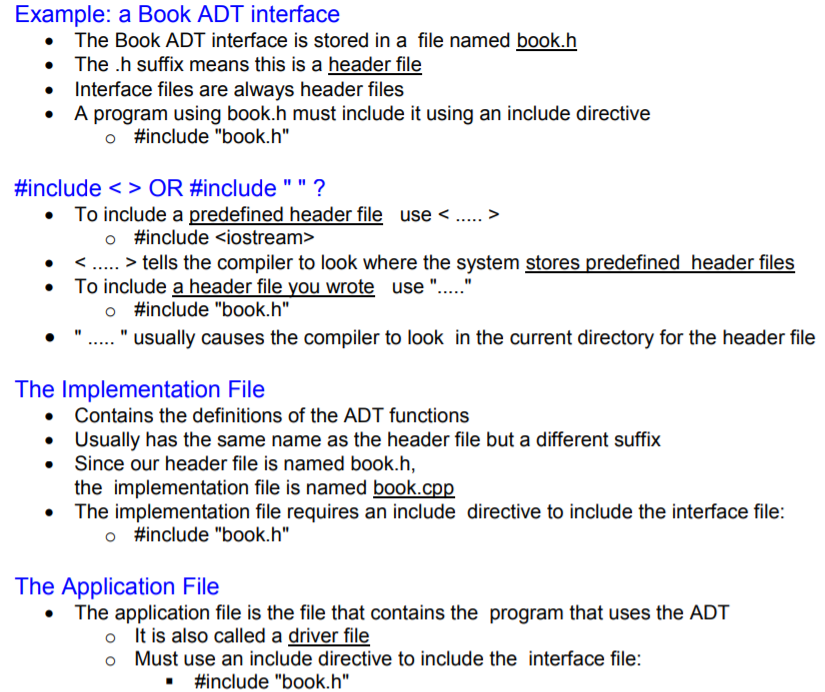 Example: a Book ADT interface
• The Book ADT interface is stored in a file named book.h
• The .h suffix means this is a header file
• Interface files are always header files
• A program using book.h must include it using an include directive
o #include "book.h"
#include < > OR #include " " ?
• To include a predefined header file use < ..... >
o #include <iostream>
• < ..... > tells the compiler to look where the system stores predefined header files
• To include a header file you wrote use "....."
o #include "book.h"
• " ..... " usually causes the compiler to look in the current directory for the header file
The Implementation File
• Contains the definitions of the ADT functions
• Usually has the same name as the header file but a different suffix
• Since our header file is named book.h,
the implementation file is named book.cpp
• The implementation file requires an include directive to include the interface file:
o #include "book.h"
The Application File
• The application file is the file that contains the program that uses the ADT
o It is also called a driver file
o Must use an include directive to include the interface file:
▪ #include "book.h"